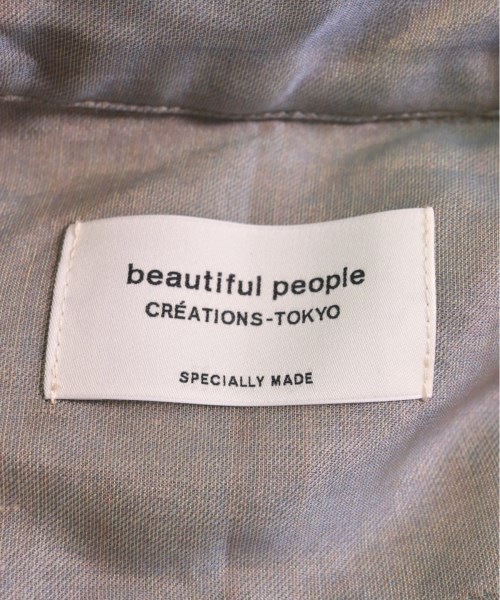 beautiful people
CRÉATIONS-TOKYO
SPECIALLY MADE